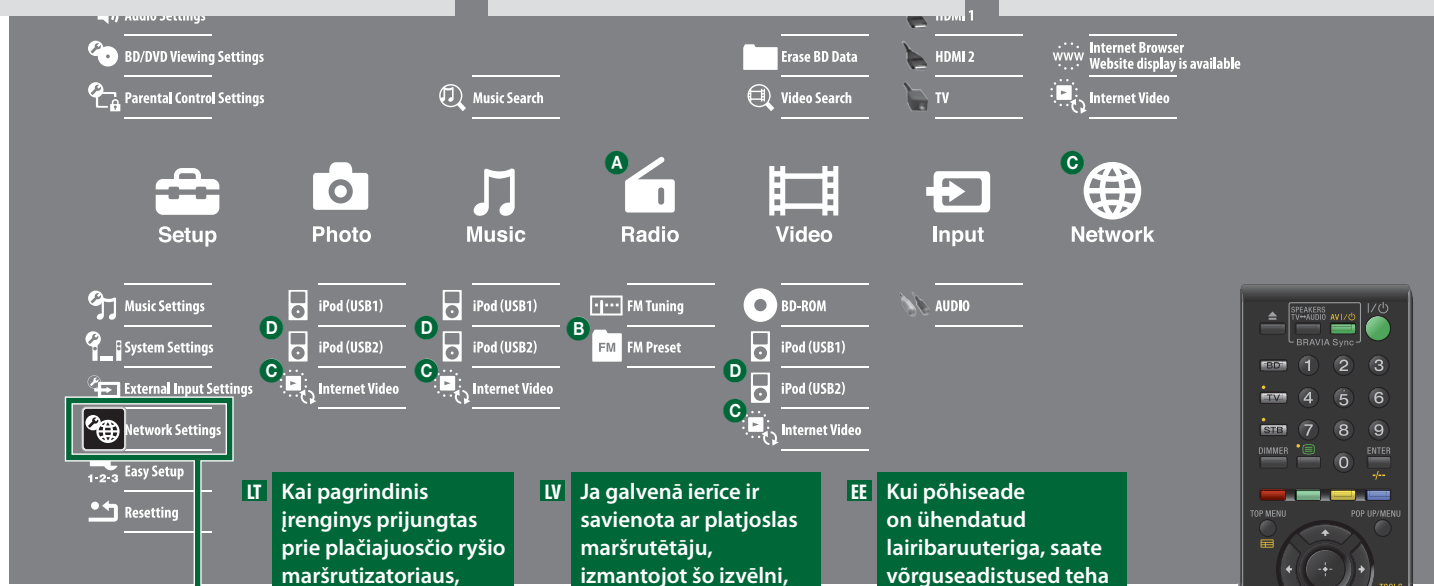 Audio Settings
BD/DVD Viewing Settings
Parental Control Settings
Setup
Music Settings
System Settings
External Input Settings
Network Settings
1-2-3 Easy Setup
Resetting
Photo
D
iPod (USB1)
iPod (USB2)
C
Internet Video
Music Search
Music
D
iPod (USB1)
iPod (USB2)
C
Internet Video
A
Radio
FM Tuning
B
FM FM Preset
Erase BD Data
Video Search
Video
BD-ROM
iPod (USB1)
D
iPod (USB2)
C
Internet Video
HDMI 1
HDMI 2
TV
Input
AUDIO
www Internet Browser
Website display is available
Internet Video
C
Network
LT Kai pagrindinis
įrenginys prijungtas
prie plačiajuosčio ryšio
maršrutizatoriaus,
LV Ja galvenā ierīce ir
savienota ar platjoslas
maršrutētāju,
izmantojot šo izvēlni,
EE Kui põhiseade
on ühendatud
lairibaruuteriga, saate
võrguseadistused teha
SPEAKERS
TV↔AUDIO AV I/⏻ I/⏻
BRAVIA Sync
BD 1 2 3
TV 4 5 6
STB 7 8 9
DIMMER 0 ENTER
-/--
TOP MENU POP UP/MENU
TOOLS